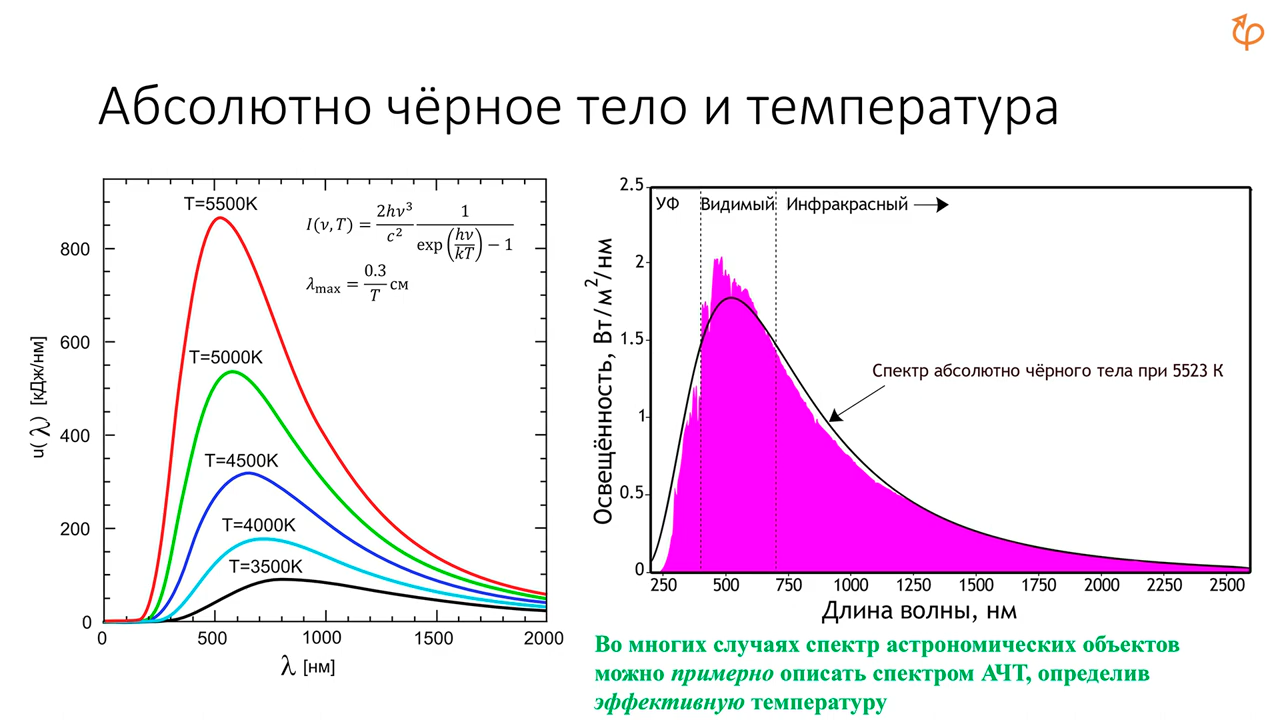 Абсолютно чёрное тело и температура
T=5500K
T=5000K
T=4500K
T=4000K
T=3500K
I(ν, T) = 2hν³/c² 1/(exp(hν/kT) − 1)
λmax = 0.3/T см
u(λ) [кДж/нм]
800
600
400
200
0
0 500 1000 1500 2000
λ [нм]
УФ Видимый Инфракрасный
Спектр абсолютно чёрного тела при 5523 К
Освещённость, Вт/м²/нм
2.5
2
1.5
1
0.5
0
250 500 750 1000 1250 1500 1750 2000 2250 2500
Длина волны, нм
Во многих случаях спектр астрономических объектов
можно примерно описать спектром АЧТ, определив
эффективную температуру